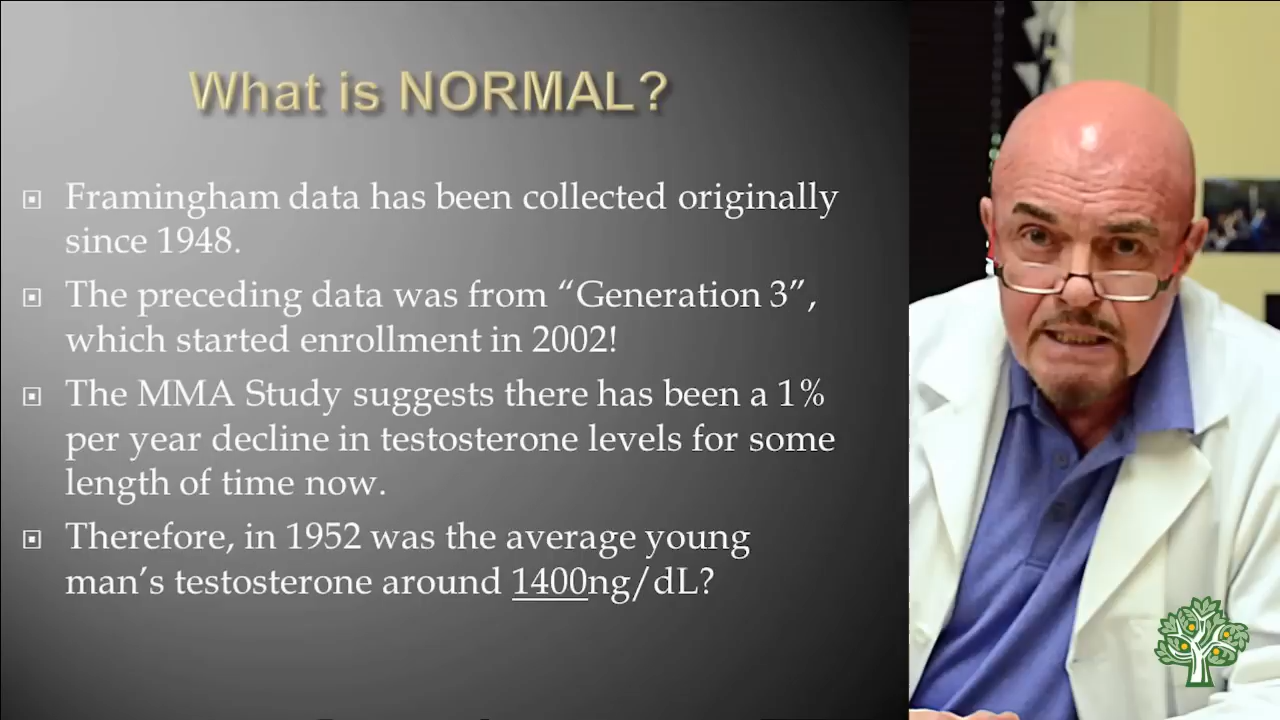 What is NORMAL?
Framingham data has been collected originally
since 1948.
The preceding data was from “Generation 3”,
which started enrollment in 2002!
The MMA Study suggests there has been a 1%
per year decline in testosterone levels for some
length of time now.
Therefore, in 1952 was the average young
man’s testosterone around 1400ng/dL?